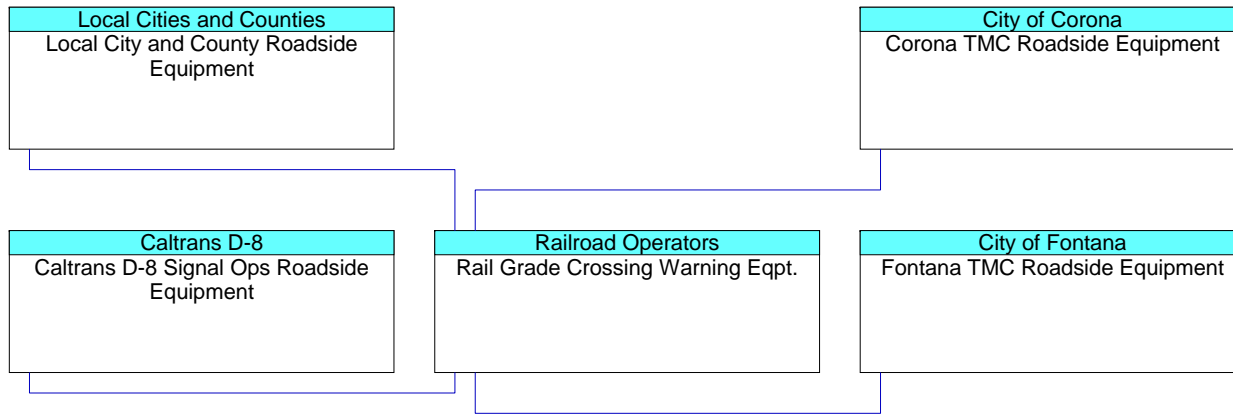 Local Cities and Counties
Local City and County Roadside
Equipment
City of Corona
Corona TMC Roadside Equipment
Caltrans D-8
Caltrans D-8 Signal Ops Roadside
Equipment
Railroad Operators
Rail Grade Crossing Warning Eqpt.
City of Fontana
Fontana TMC Roadside Equipment